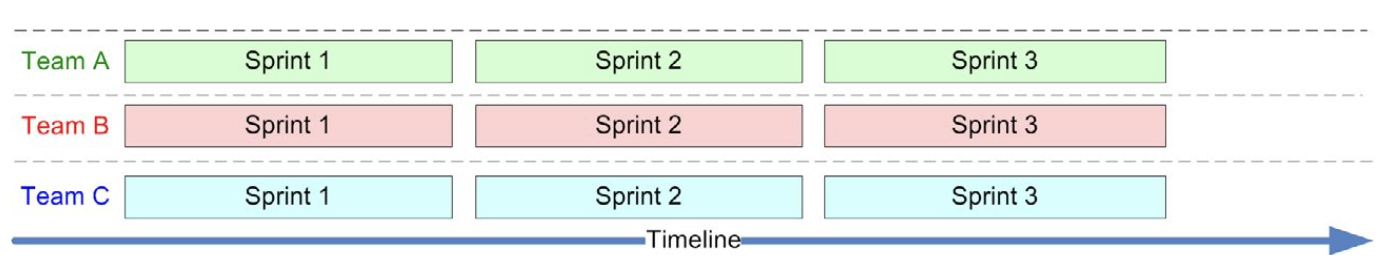 Team A Sprint 1 Sprint 2 Sprint 3
Team B Sprint 1 Sprint 2 Sprint 3
Team C Sprint 1 Sprint 2 Sprint 3
Timeline